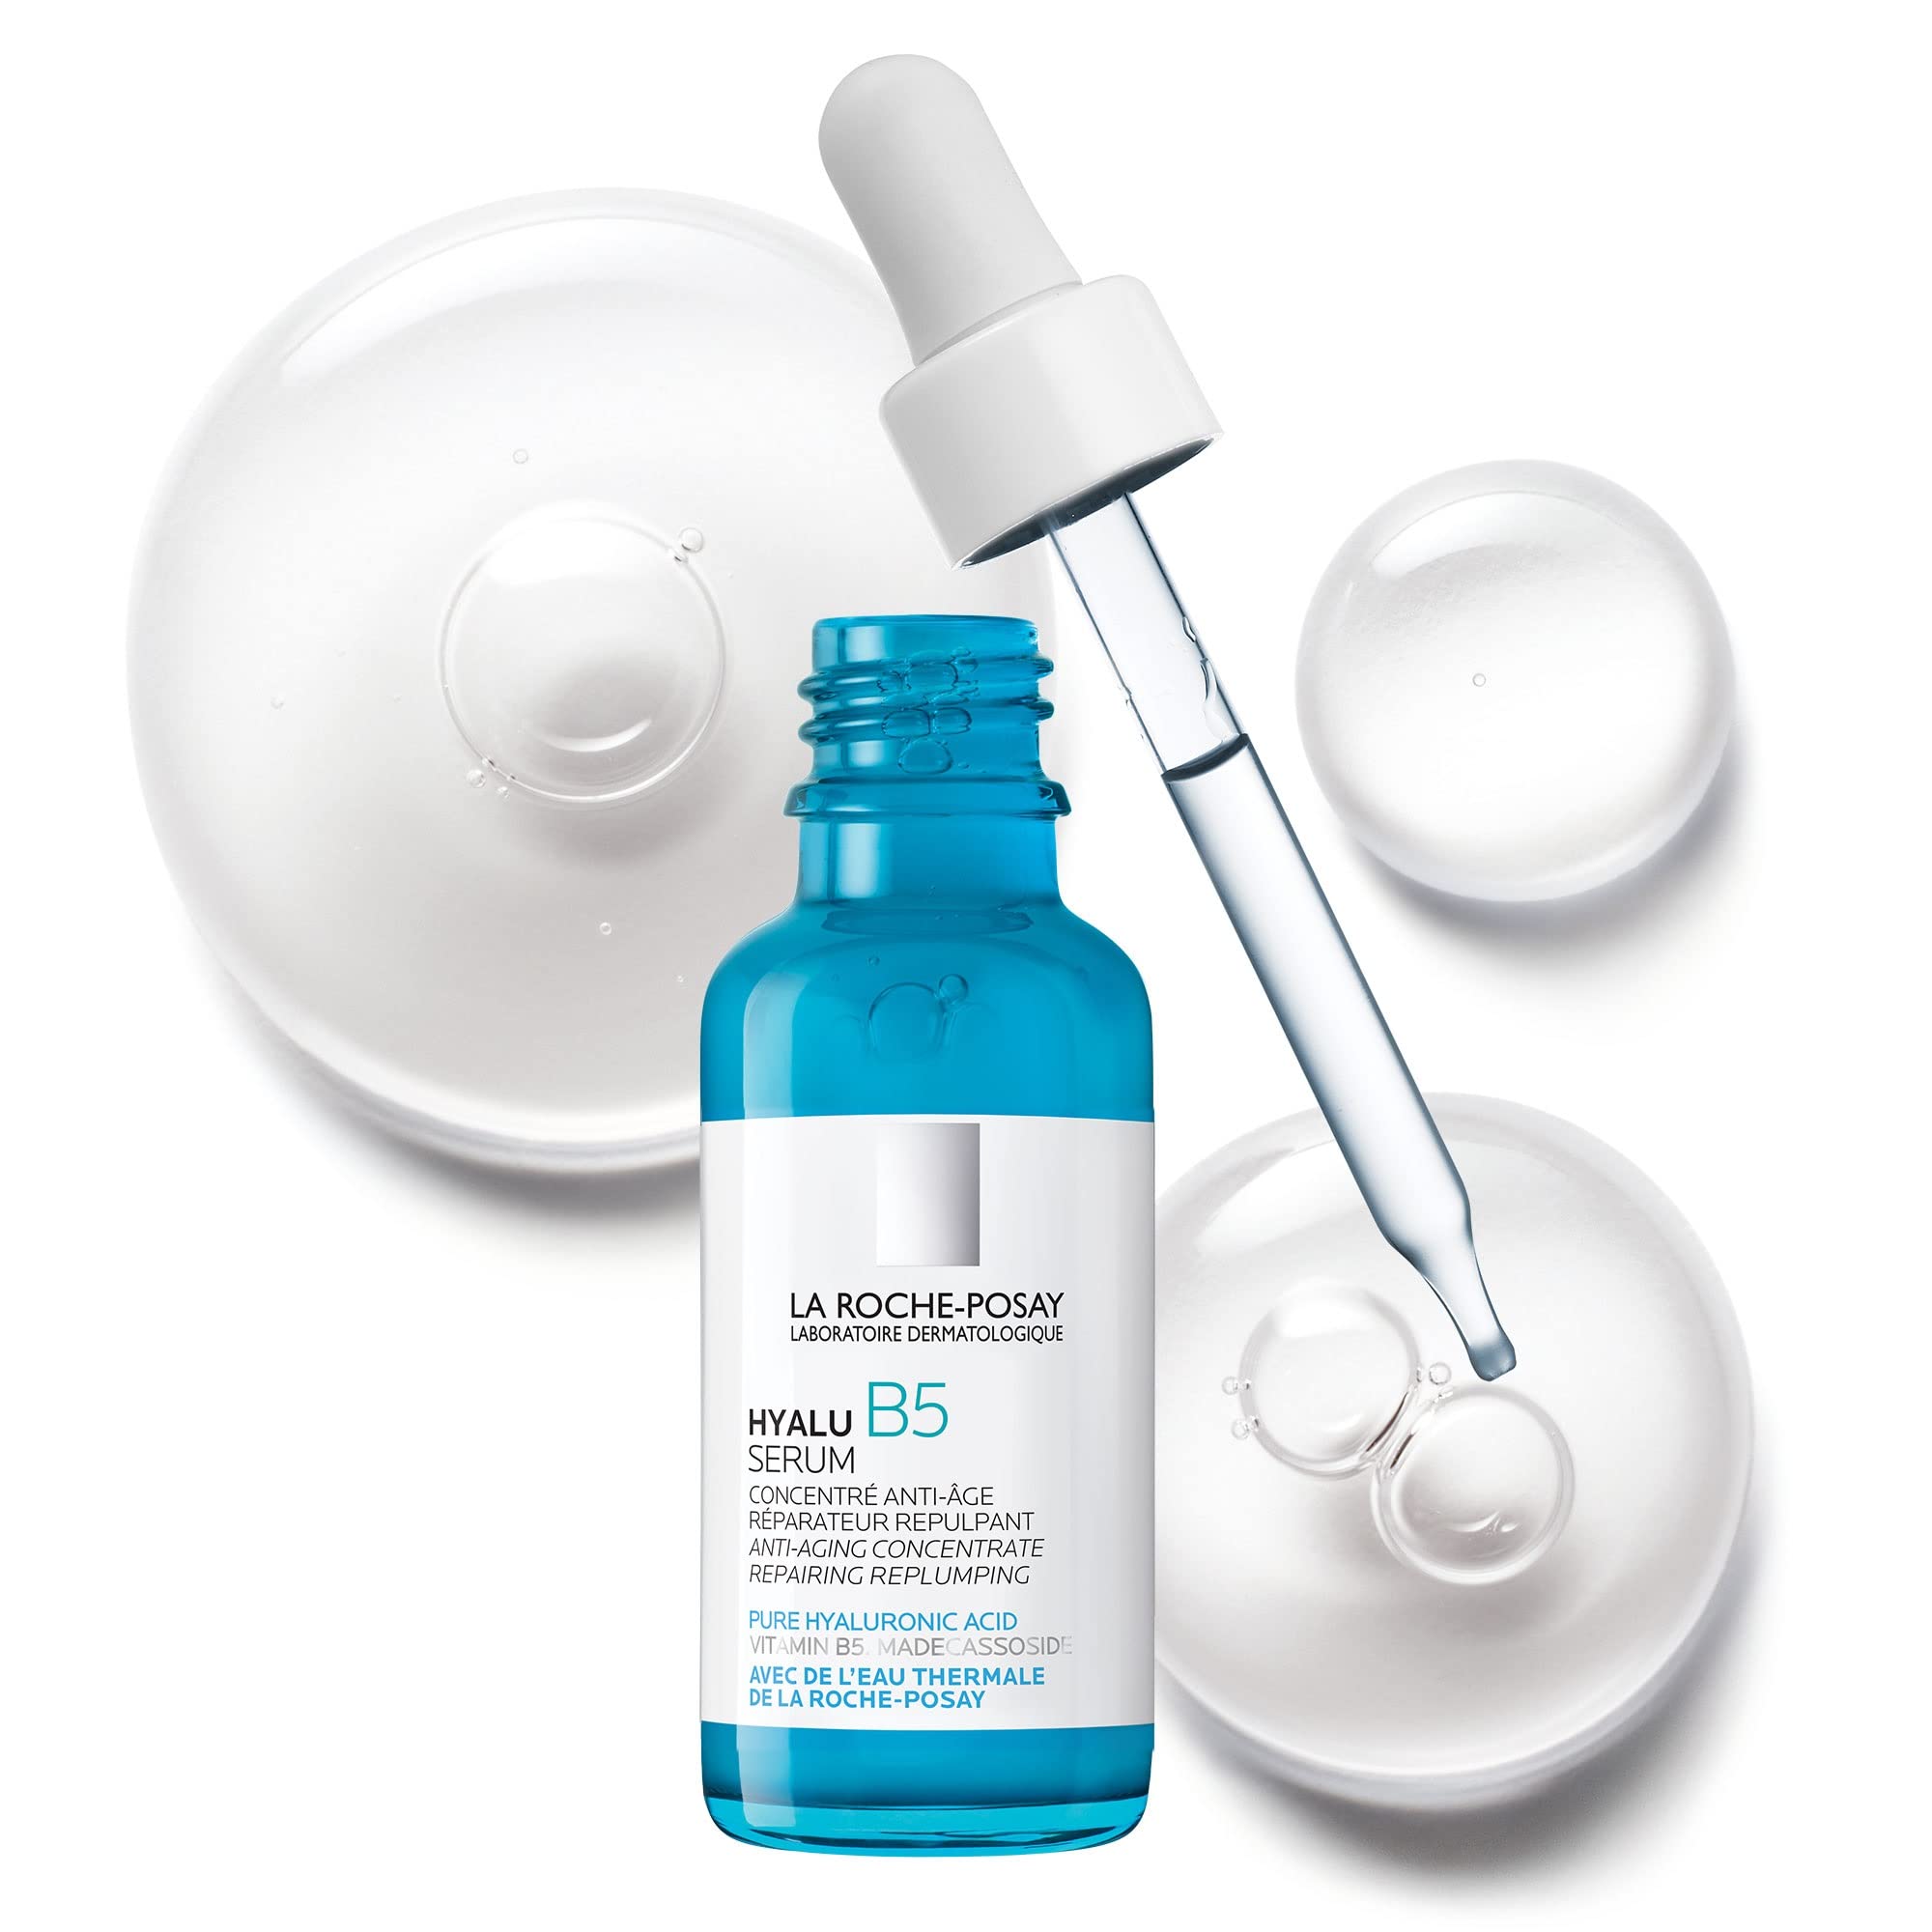 LA ROCHE-POSAY
LABORATOIRE DERMATOLOGIQUE
HYALU B5
SERUM
CONCENTRÉ ANTI-ÂGE
RÉPARATEUR REPULPANT
ANTI-AGING CONCENTRATE
REPAIRING REPLUMPING
PURE HYALURONIC ACID
VITAMIN B5. MADECASSOSIDE
AVEC DE L'EAU THERMALE
DE LA ROCHE-POSAY